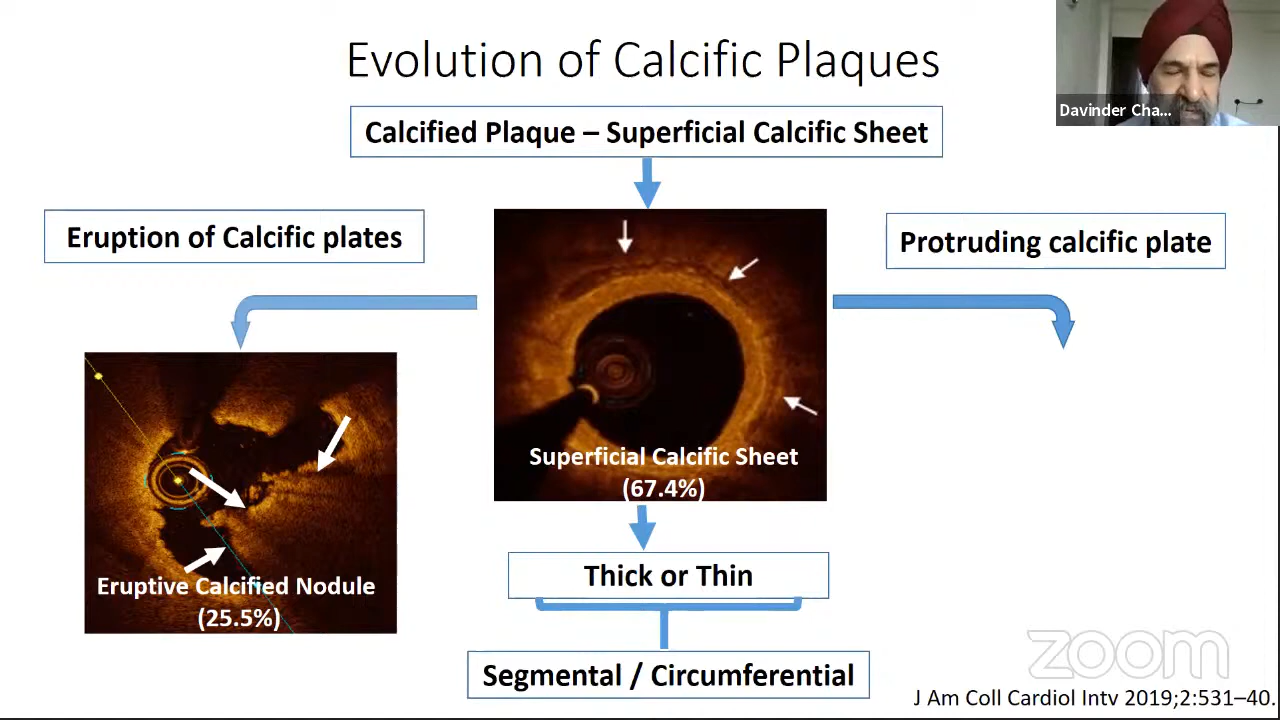 Evolution of Calcific Plaques
Davinder Cha...
Calcified Plaque – Superficial Calcific Sheet
Eruption of Calcific plates
Protruding calcific plate
Superficial Calcific Sheet
(67.4%)
Eruptive Calcified Nodule
(25.5%)
Thick or Thin
Segmental / Circumferential
zoom
J Am Coll Cardiol Intv 2019;2:531–40.